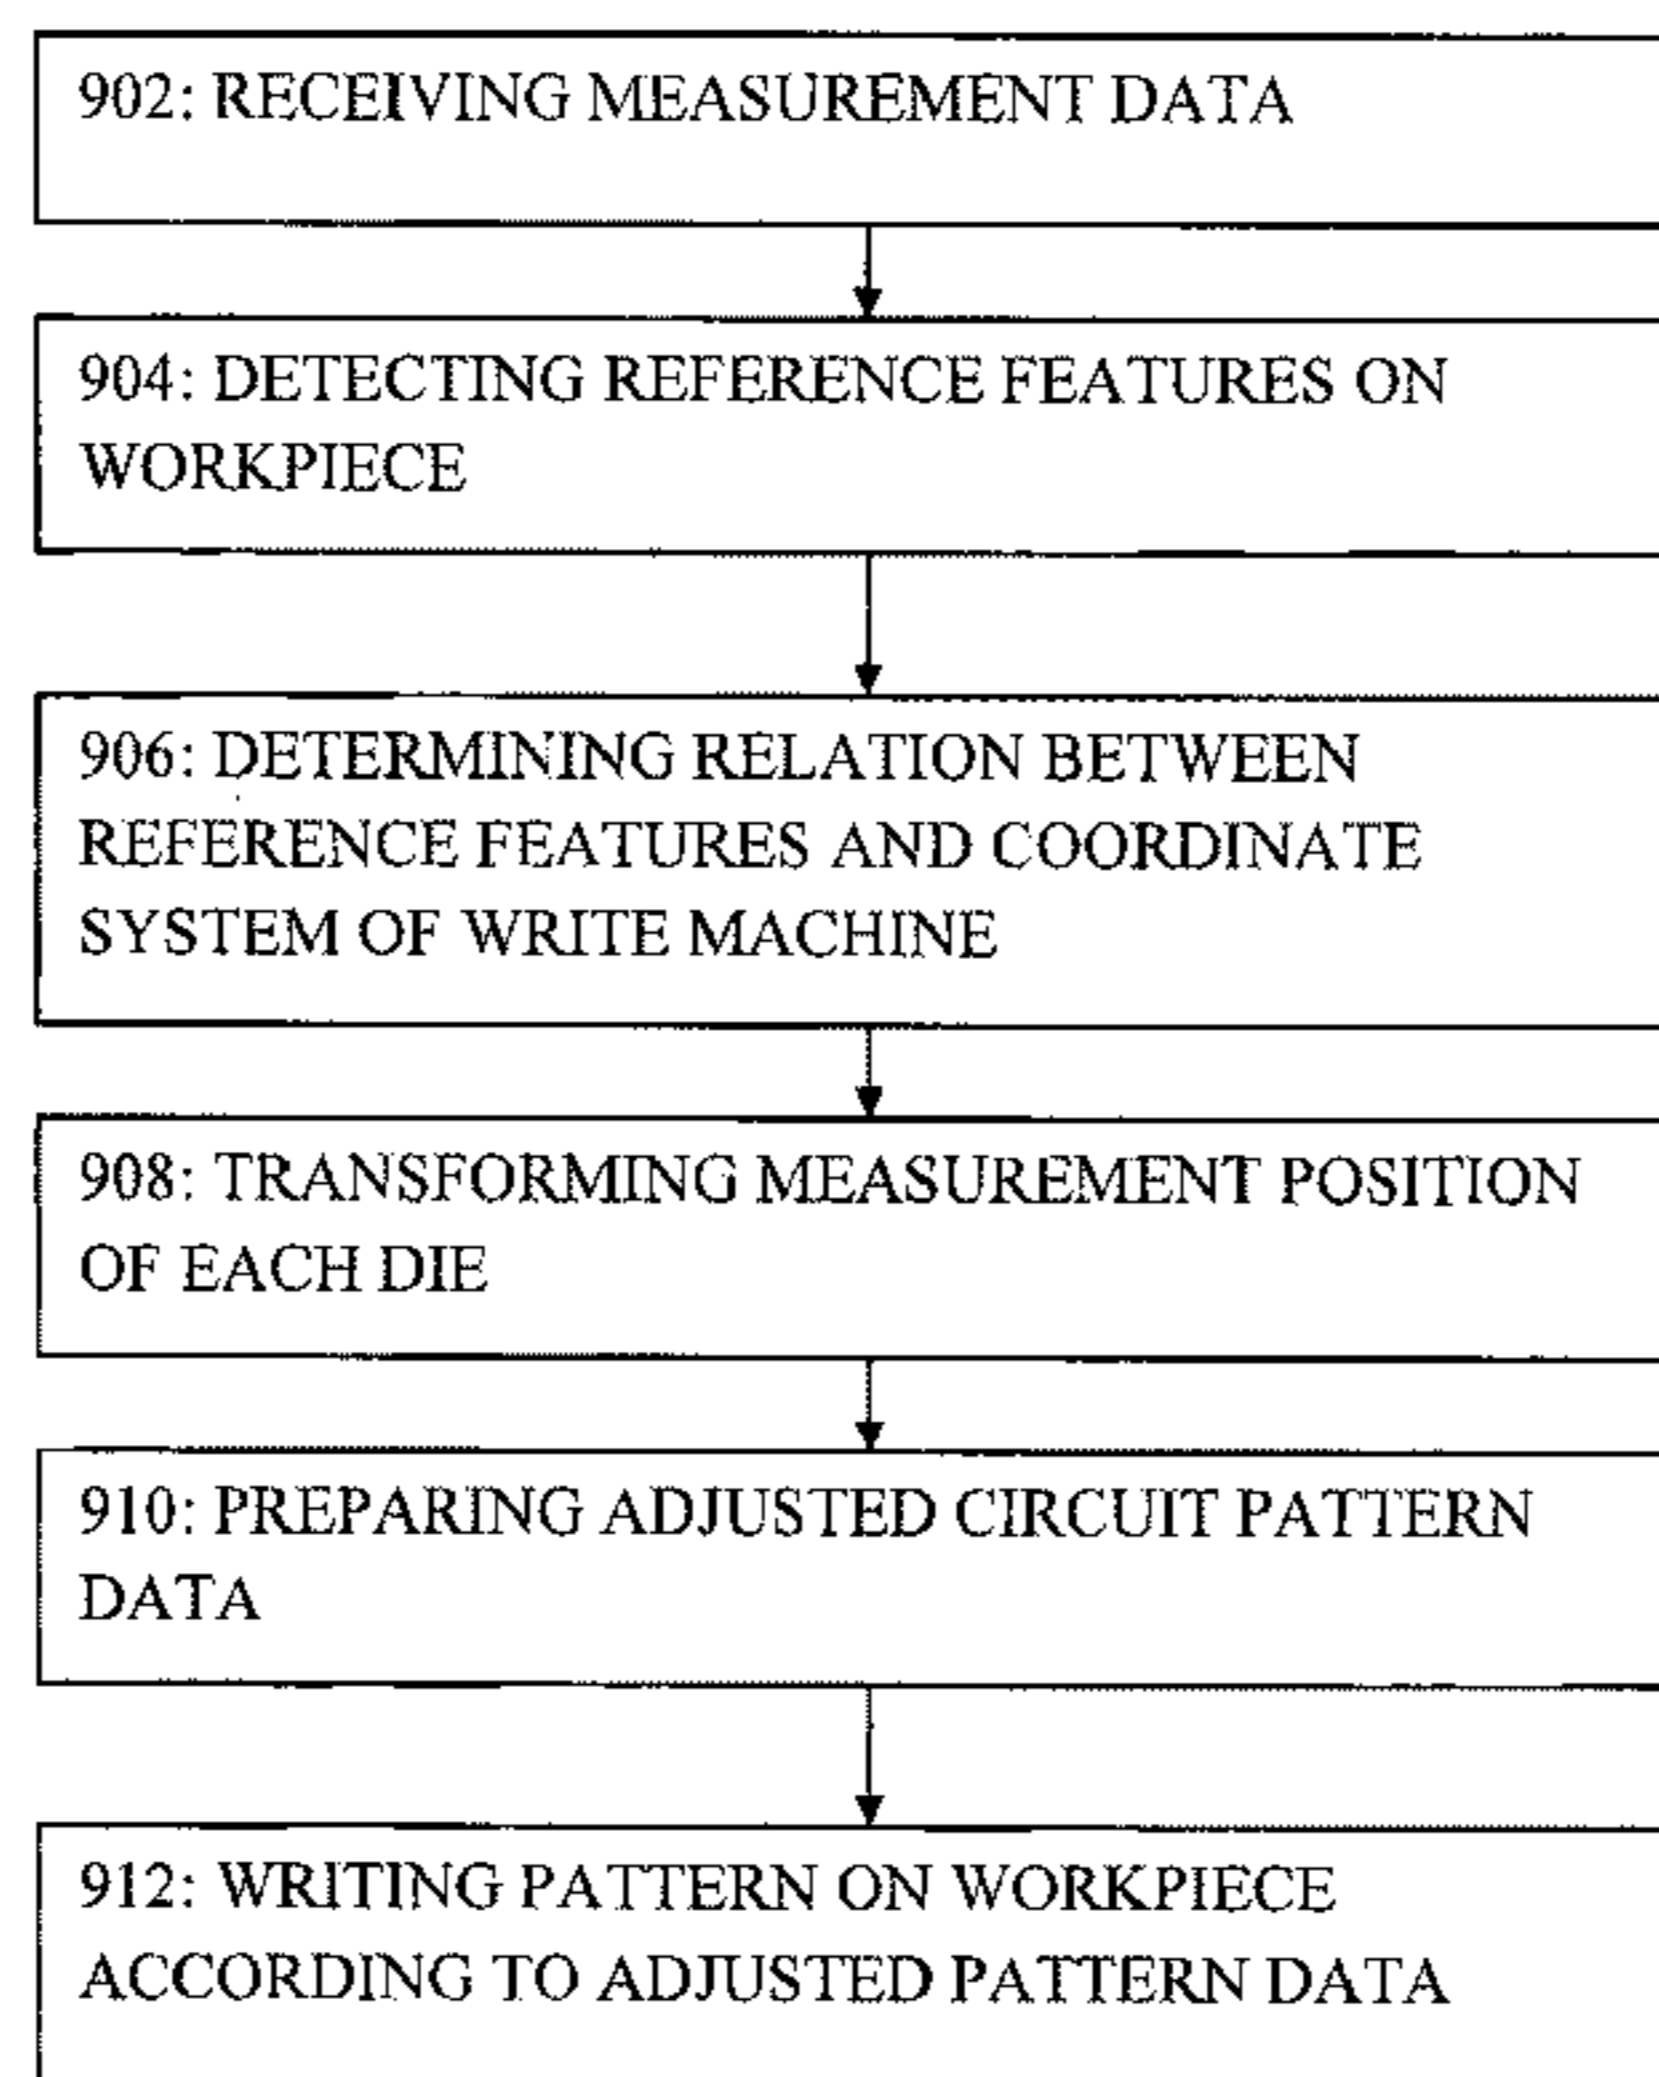 902: RECEIVING MEASUREMENT DATA
904: DETECTING REFERENCE FEATURES ON
WORKPIECE
906: DETERMINING RELATION BETWEEN
REFERENCE FEATURES AND COORDINATE
SYSTEM OF WRITE MACHINE
908: TRANSFORMING MEASUREMENT POSITION
OF EACH DIE
910: PREPARING ADJUSTED CIRCUIT PATTERN
DATA
912: WRITING PATTERN ON WORKPIECE
ACCORDING TO ADJUSTED PATTERN DATA